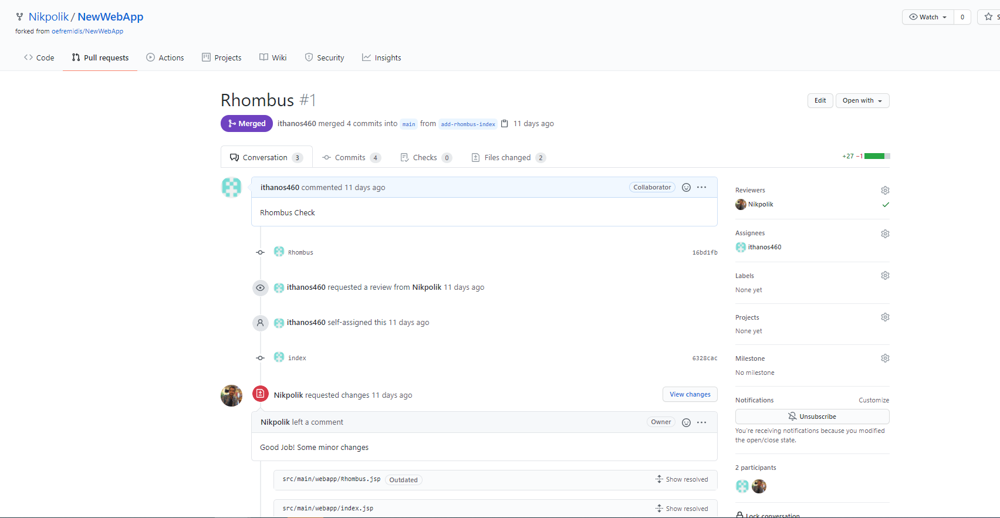 Nikpolik / NewWebApp
forked from oefremidis/NewWebApp
Watch 0
Code Pull requests Actions Projects Wiki Security Insights
Rhombus #1
Edit Open with
Merged ithanos460 merged 4 commits into main from add-rhombus-index 11 days ago
Conversation 3 Commits 4 Checks 0 Files changed 2 +27 −1
ithanos460 commented 11 days ago Collaborator
Rhombus Check
Rhombus 16bd1fb
ithanos460 requested a review from Nikpolik 11 days ago
ithanos460 self-assigned this 11 days ago
index 6328cac
Nikpolik requested changes 11 days ago View changes
Nikpolik left a comment Owner
Good Job! Some minor changes
src/main/webapp/Rhombus.jsp Outdated Show resolved
src/main/webapp/index.jsp Show resolved
Reviewers
Nikpolik
Assignees
ithanos460
Labels
None yet
Projects
None yet
Milestone
No milestone
Notifications Customize
Unsubscribe
You're receiving notifications because you modified
the open/close state.
2 participants
Lock conversation